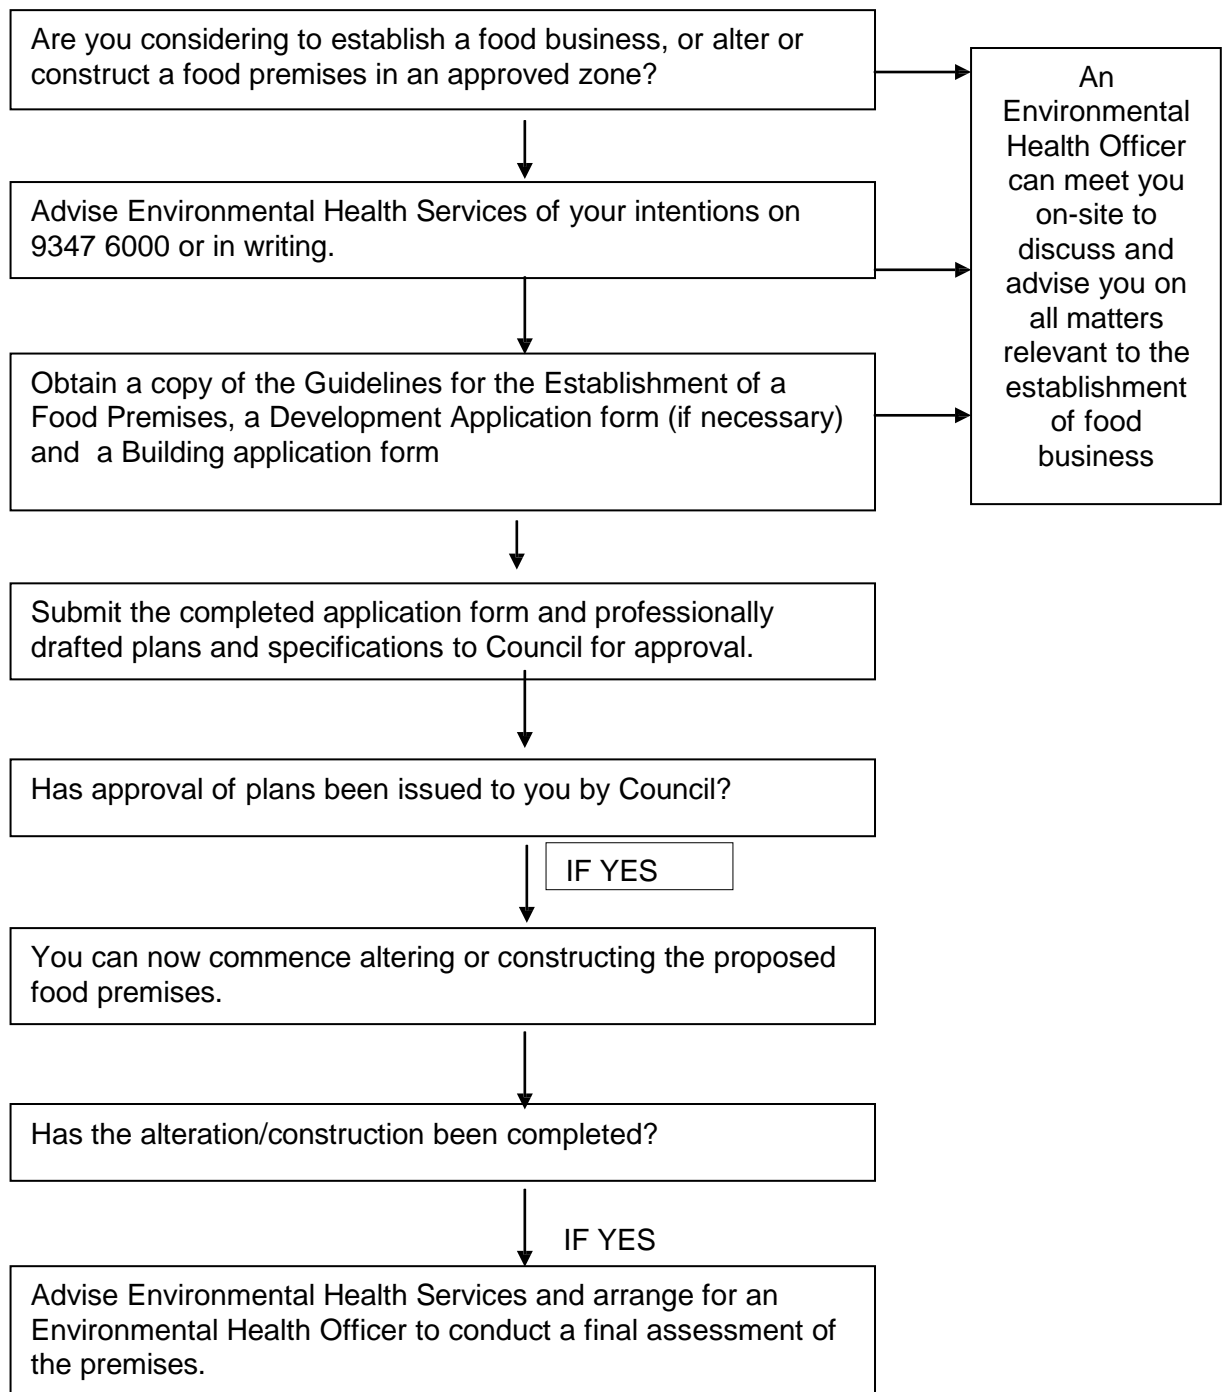 Are you considering to establish a food business, or alter or
construct a food premises in an approved zone?
An
Environmental
Health Officer
can meet you
on-site to
discuss and
advise you on
all matters
relevant to the
establishment
of food
business
Advise Environmental Health Services of your intentions on
9347 6000 or in writing.
Obtain a copy of the Guidelines for the Establishment of a
Food Premises, a Development Application form (if necessary)
and  a Building application form
Submit the completed application form and professionally
drafted plans and specifications to Council for approval.
Has approval of plans been issued to you by Council?
IF YES
You can now commence altering or constructing the proposed
food premises.
Has the alteration/construction been completed?
IF YES
Advise Environmental Health Services and arrange for an
Environmental Health Officer to conduct a final assessment of
the premises.